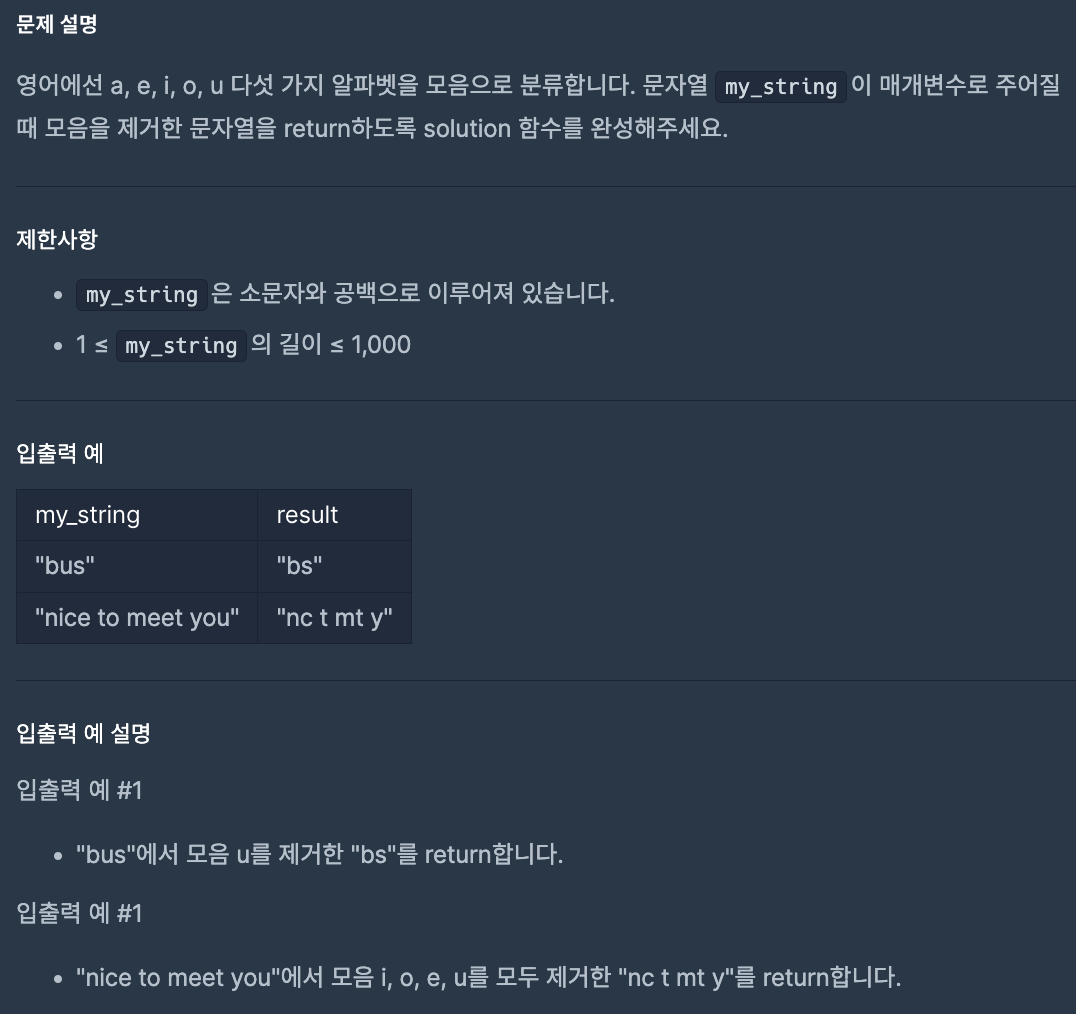 문제 설명
영어에선 a, e, i, o, u 다섯 가지 알파벳을 모음으로 분류합니다. 문자열 my_string 이 매개변수로 주어질
때 모음을 제거한 문자열을 return하도록 solution 함수를 완성해주세요.
제한사항
• my_string 은 소문자와 공백으로 이루어져 있습니다.
• 1 ≤ my_string 의 길이 ≤ 1,000
입출력 예
my_string result
"bus" "bs"
"nice to meet you" "nc t mt y"
입출력 예 설명
입출력 예 #1
• "bus"에서 모음 u를 제거한 "bs"를 return합니다.
입출력 예 #1
• "nice to meet you"에서 모음 i, o, e, u를 모두 제거한 "nc t mt y"를 return합니다.